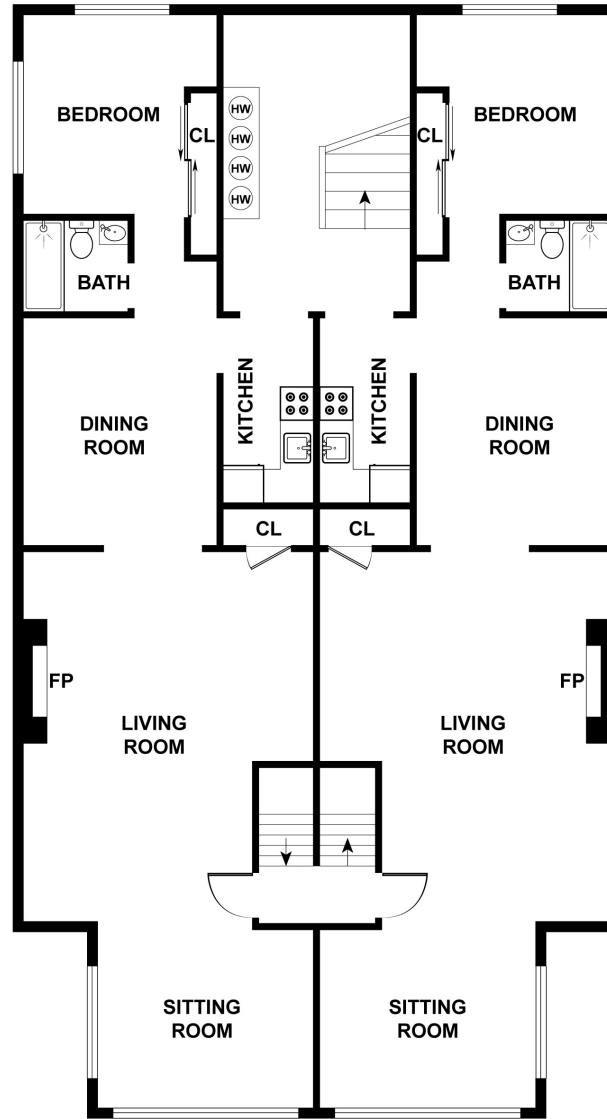 BEDROOM
BEDROOM
CL
CL
HW
HW
HW
HW
BATH
BATH
KITCHEN
KITCHEN
DINING
ROOM
DINING
ROOM
CL
CL
FP
FP
LIVING
ROOM
LIVING
ROOM
SITTING
ROOM
SITTING
ROOM